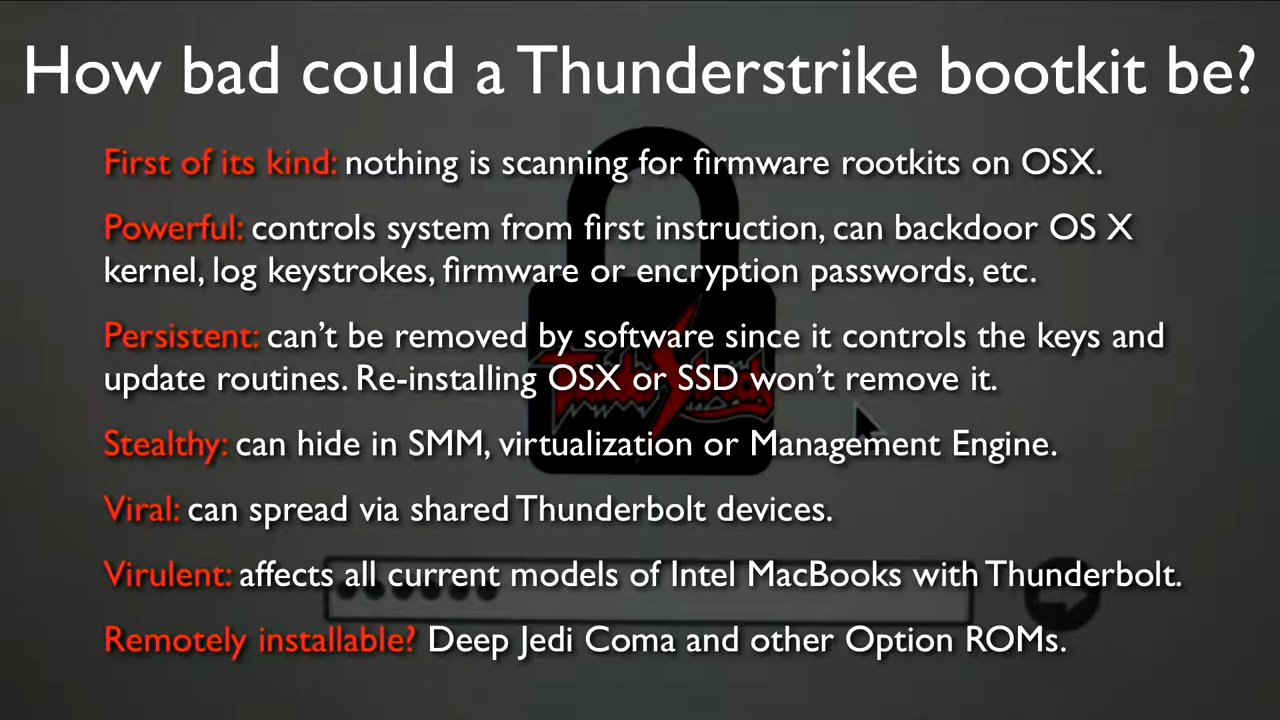 How bad could a Thunderstrike bootkit be?
First of its kind: nothing is scanning for firmware rootkits on OSX.
Powerful: controls system from first instruction, can backdoor OS X
kernel, log keystrokes, firmware or encryption passwords, etc.
Persistent: can’t be removed by software since it controls the keys and
update routines. Re-installing OSX or SSD won’t remove it.
Stealthy: can hide in SMM, virtualization or Management Engine.
Viral: can spread via shared Thunderbolt devices.
Virulent: affects all current models of Intel MacBooks with Thunderbolt.
Remotely installable? Deep Jedi Coma and other Option ROMs.